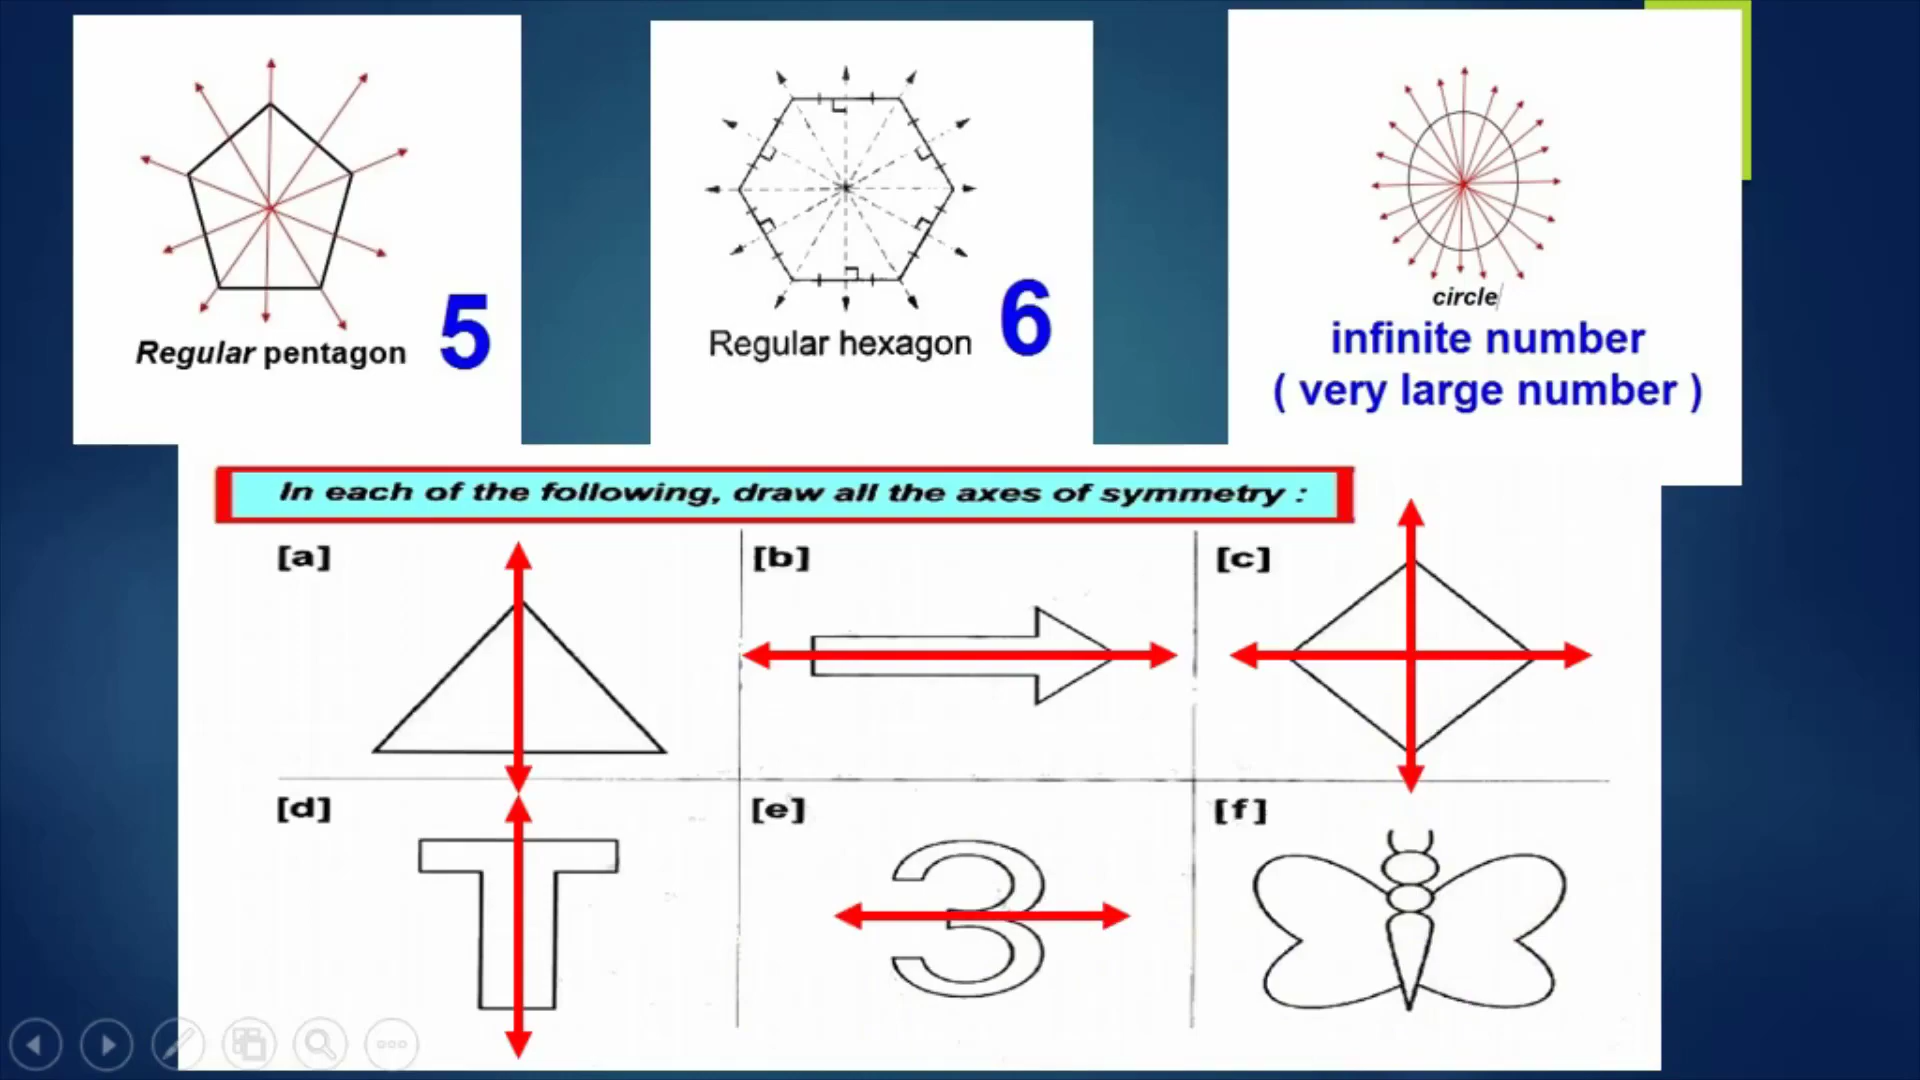 Regular pentagon
5
Regular hexagon
6
circle
infinite number
( very large number )
In each of the following, draw all the axes of symmetry :
[a]
[b]
[c]
[d]
T
[e]
3
[f]